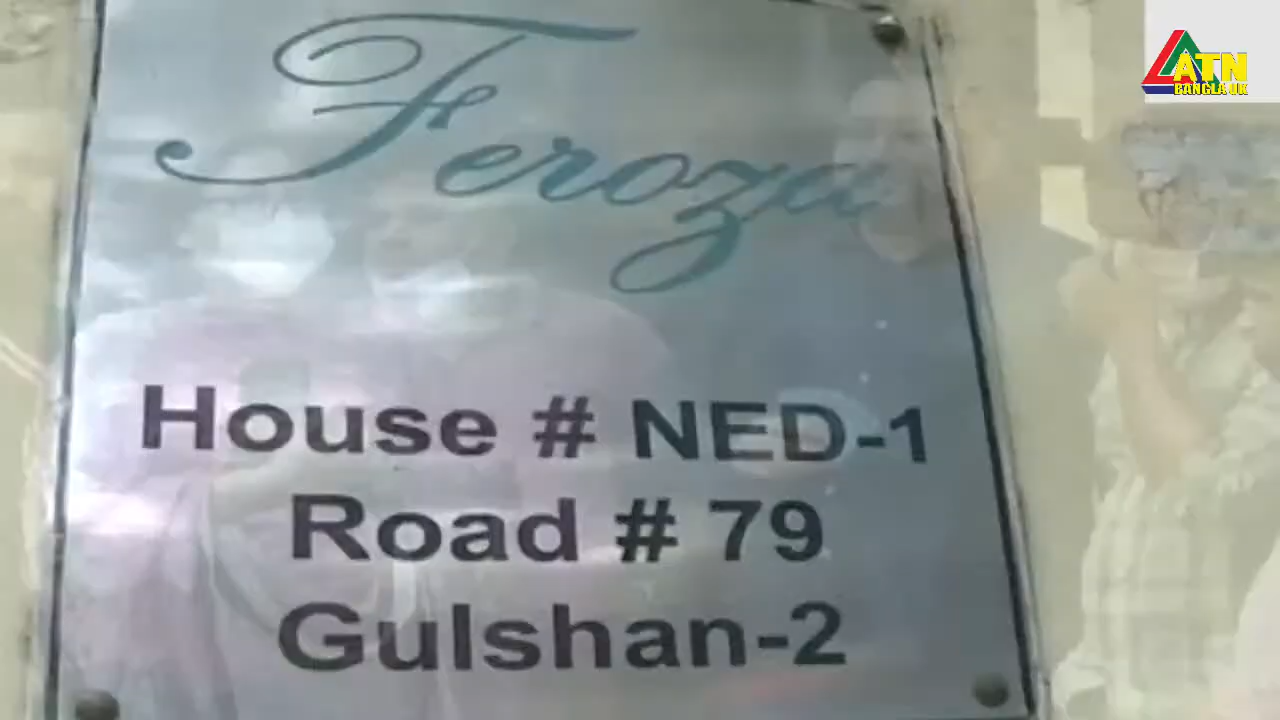 ATN
BANGLA UK
Feroza
House # NED-1
Road # 79
Gulshan-2